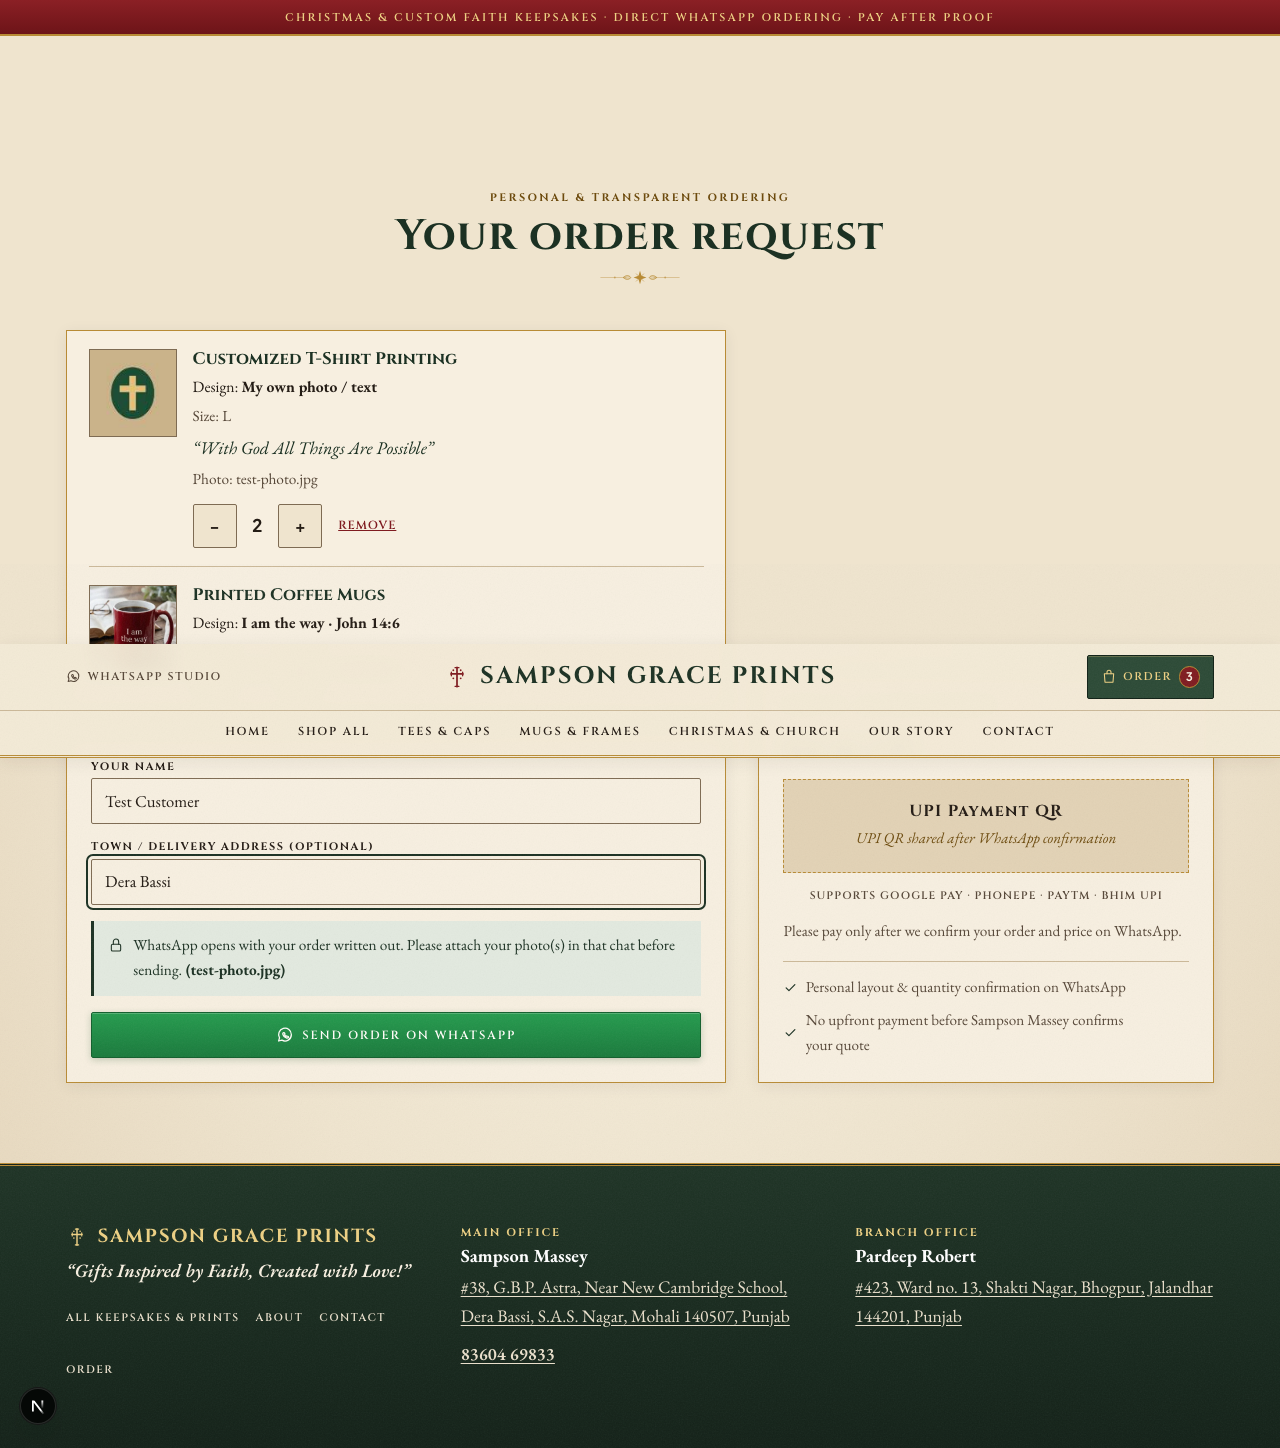 CHRISTMAS & CUSTOM FAITH KEEPSAKES · DIRECT WHATSAPP ORDERING · PAY AFTER PROOF
PERSONAL & TRANSPARENT ORDERING
YOUR ORDER REQUEST
CUSTOMIZED T-SHIRT PRINTING
Design: My own photo / text
Size: L
“With God All Things Are Possible”
Photo: test-photo.jpg
– 2 + REMOVE
PRINTED COFFEE MUGS
Design: I am the way · John 14:6
I am
the way
WHATSAPP STUDIO
SAMPSON GRACE PRINTS
ORDER 3
HOME SHOP ALL TEES & CAPS MUGS & FRAMES CHRISTMAS & CHURCH OUR STORY CONTACT
YOUR NAME
Test Customer
TOWN / DELIVERY ADDRESS (OPTIONAL)
Dera Bassi
WhatsApp opens with your order written out. Please attach your photo(s) in that chat before
sending. (test-photo.jpg)
SEND ORDER ON WHATSAPP
UPI PAYMENT QR
UPI QR shared after WhatsApp confirmation
SUPPORTS GOOGLE PAY · PHONEPE · PAYTM · BHIM UPI
Please pay only after we confirm your order and price on WhatsApp.
Personal layout & quantity confirmation on WhatsApp
No upfront payment before Sampson Massey confirms
your quote
SAMPSON GRACE PRINTS
“Gifts Inspired by Faith, Created with Love!”
ALL KEEPSAKES & PRINTS ABOUT CONTACT
ORDER
MAIN OFFICE
Sampson Massey
#38, G.B.P. Astra, Near New Cambridge School,
Dera Bassi, S.A.S. Nagar, Mohali 140507, Punjab
83604 69833
BRANCH OFFICE
Pardeep Robert
#423, Ward no. 13, Shakti Nagar, Bhogpur, Jalandhar
144201, Punjab
N